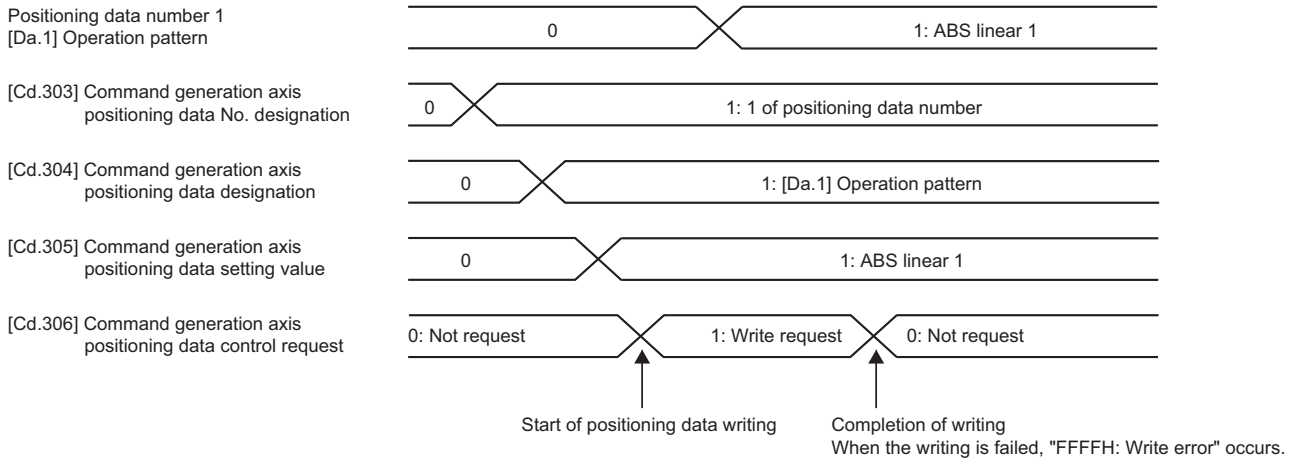 Positioning data number 1
[Da.1] Operation pattern
0
1: ABS linear 1
[Cd.303] Command generation axis
positioning data No. designation
0
1: 1 of positioning data number
[Cd.304] Command generation axis
positioning data designation
0
1: [Da.1] Operation pattern
[Cd.305] Command generation axis
positioning data setting value
0
1: ABS linear 1
[Cd.306] Command generation axis
positioning data control request
0: Not request
1: Write request
0: Not request
Start of positioning data writing
Completion of writing
When the writing is failed, "FFFFH: Write error" occurs.